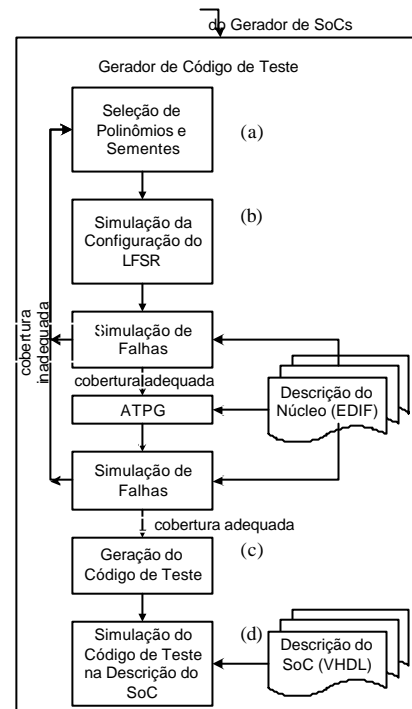 do Gerador de SoCs
Gerador de Código de Teste
Seleção de
Polinômios e
Sementes
(a)
(b)
Simulação da
Configuração do
LFSR
cobertura
inadequada
Simulação de
Falhas
cobertura adequada
ATPG
Descrição do
Núcleo (EDIF)
Simulação de
Falhas
cobertura adequada
Geração do
Código de Teste
(c)
Simulação do
Código de Teste
na Descrição do
SoC
(d)
Descrição do
SoC (VHDL)